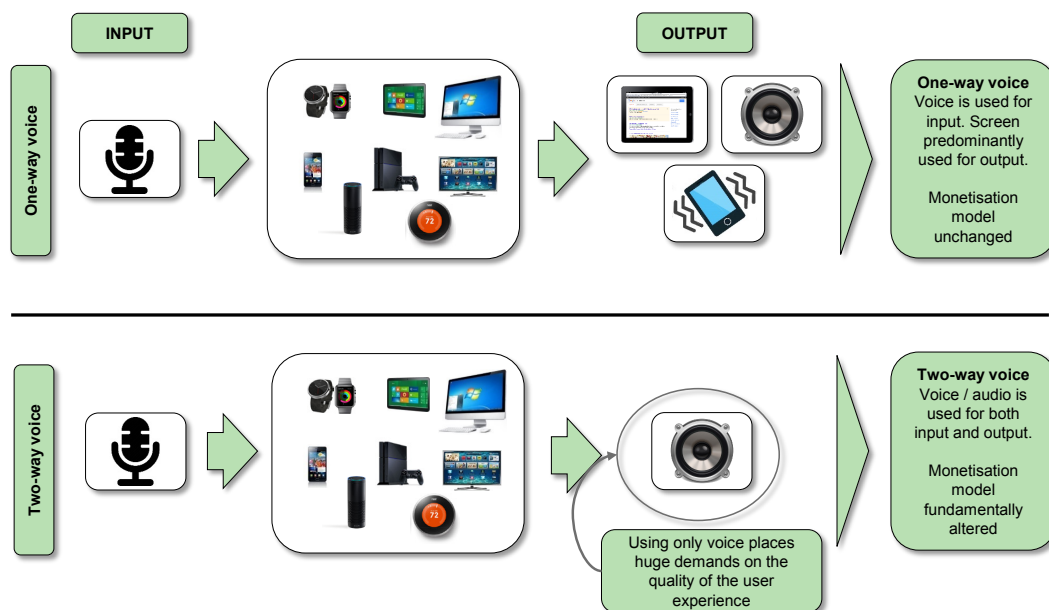 INPUT
OUTPUT
One-way voice
72
One-way voice
Voice is used for
input. Screen
predominantly
used for output.
Monetisation
model
unchanged
Two-way voice
72
Using only voice places
huge demands on the
quality of the user
experience
Two-way voice
Voice / audio is
used for both
input and output.
Monetisation
model
fundamentally
altered